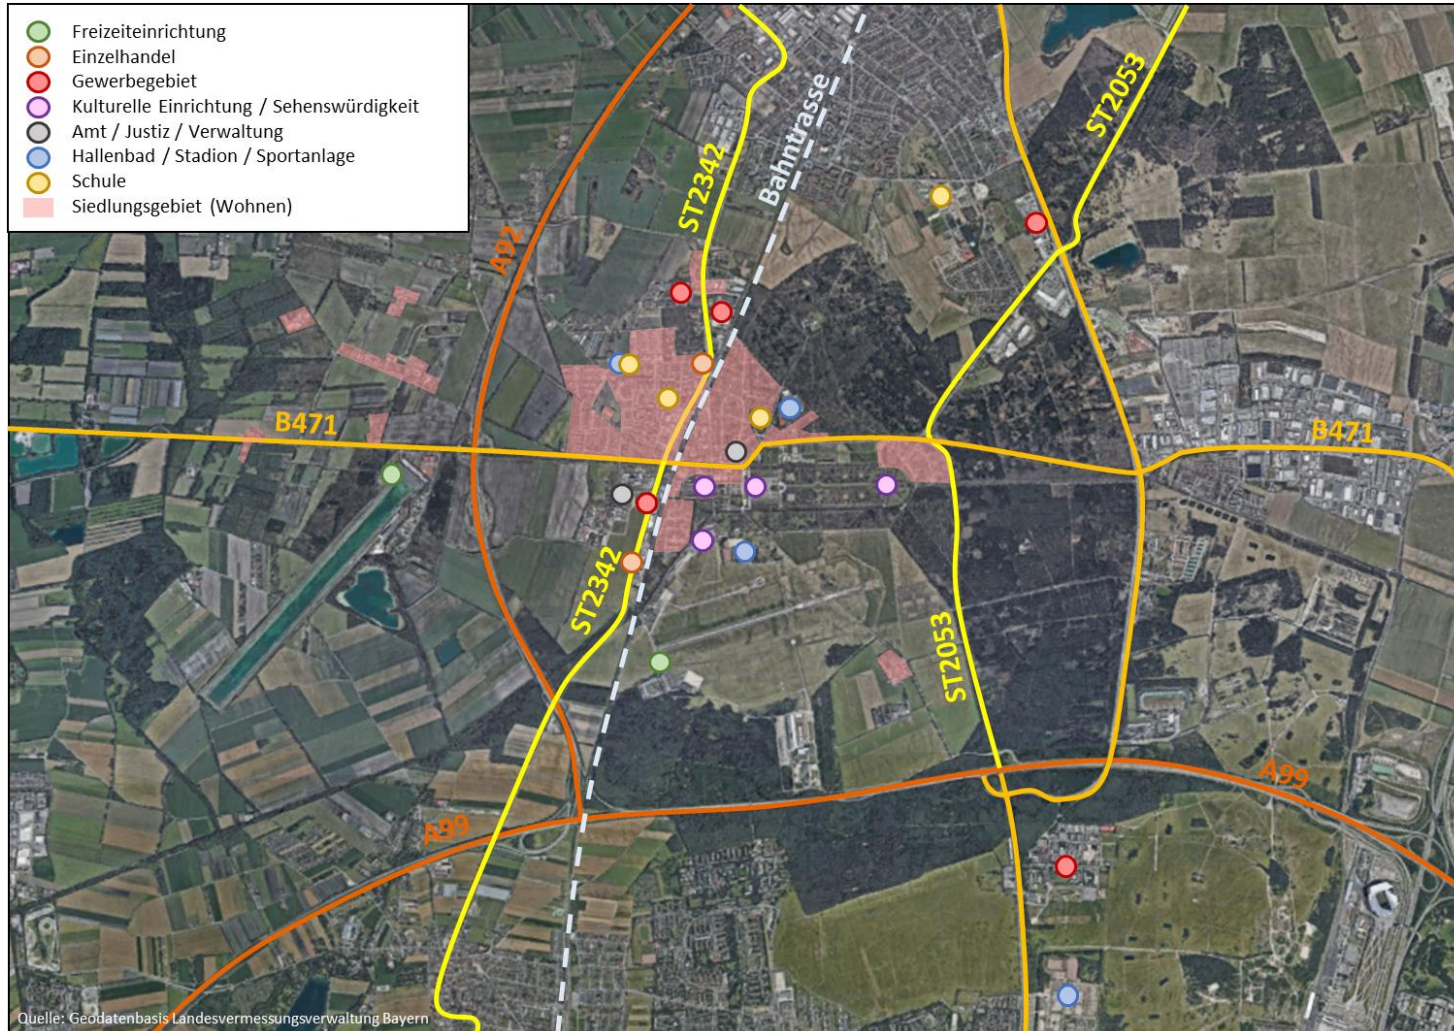 Freizeiteinrichtung
Einzelhandel
Gewerbegebiet
Kulturelle Einrichtung / Sehenswürdigkeit
Amt / Justiz / Verwaltung
Hallenbad / Stadion / Sportanlage
Schule
Siedlungsgebiet (Wohnen)
ST2053
Bahntrasse
ST2342
A92
B471
B471
ST2342
ST2053
A99
A99
Quelle: Geodatenbasis Landesvermessungsverwaltung Bayern